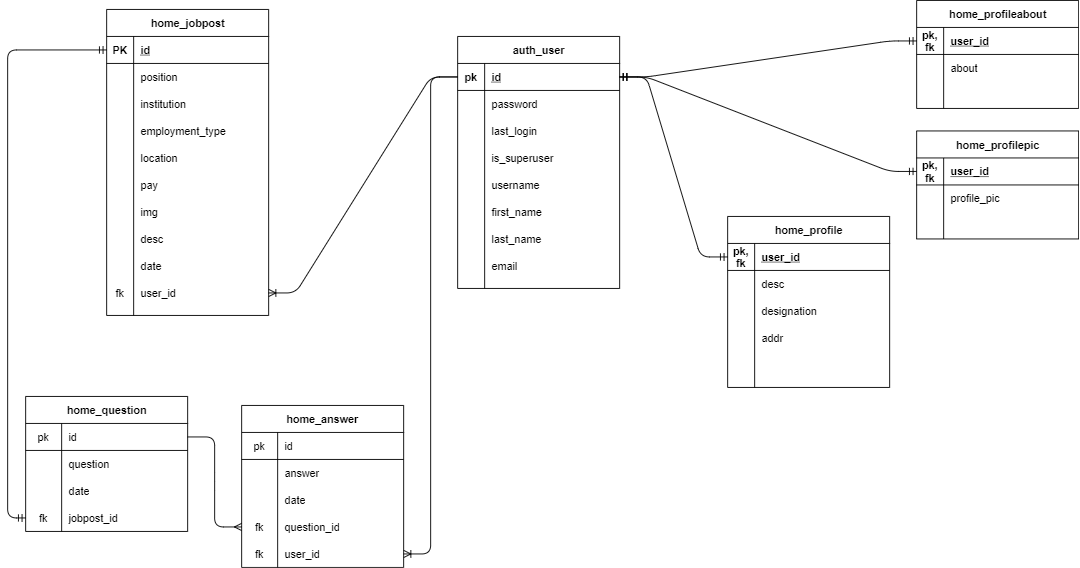 home_jobpost
PK id
position
institution
employment_type
location
pay
img
desc
date
fk user_id
auth_user
pk id
password
last_login
is_superuser
username
first_name
last_name
email
home_profileabout
pk, fk user_id
about
home_profilepic
pk, fk user_id
profile_pic
home_profile
pk, fk user_id
desc
designation
addr
home_question
pk id
question
date
fk jobpost_id
home_answer
pk id
answer
date
fk question_id
fk user_id